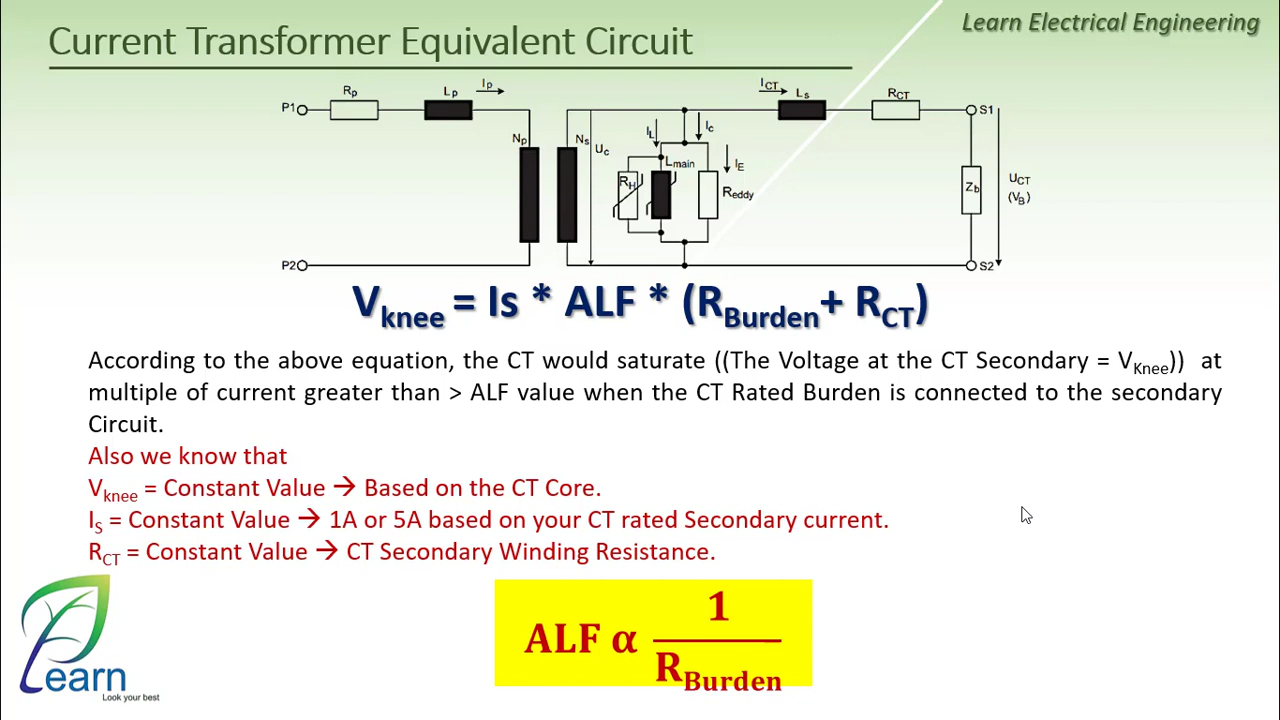 Current Transformer Equivalent Circuit
Learn Electrical Engineering
P1 Rp Lp Ip Np Ns Uc IL Ic RH Lmain IE Reddy ICT Ls RCT S1
Zb UCT
(VB)
P2 S2
Vknee = Is * ALF * (RBurden+ RCT)
According to the above equation, the CT would saturate ((The Voltage at the CT Secondary = VKnee)) at
multiple of current greater than > ALF value when the CT Rated Burden is connected to the secondary
Circuit.
Also we know that
Vknee = Constant Value → Based on the CT Core.
IS = Constant Value → 1A or 5A based on your CT rated Secondary current.
RCT = Constant Value → CT Secondary Winding Resistance.
ALF α 1
RBurden
Learn
Look your best